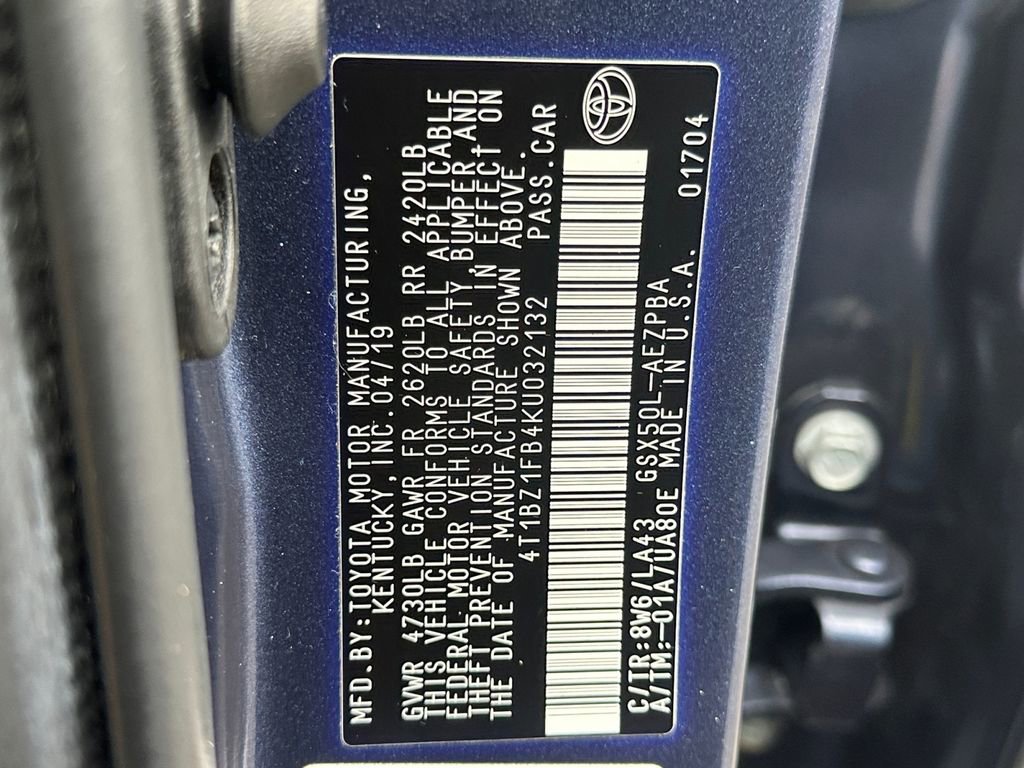 MFD.BY:TOYOTA MOTOR MANUFACTURING,
KENTUCKY,INC.04/19
GVWR 4730LB GAWR FR 2620LB RR 2420LB
THIS VEHICLE CONFORMS TO ALL APPLICABLE
FEDERAL MOTOR VEHICLE SAFETY,BUMPER,AND
THEFT PREVENTION STANDARDS IN EFFECT ON
THE DATE OF MANUFACTURE SHOWN ABOVE.
4T1BZ1FB4KU032132 PASS.CAR
C/TR:8W6/LA43 GSX50L-AEZPBA
A/TM:-01A/UA80E MADE IN U.S.A. 01704